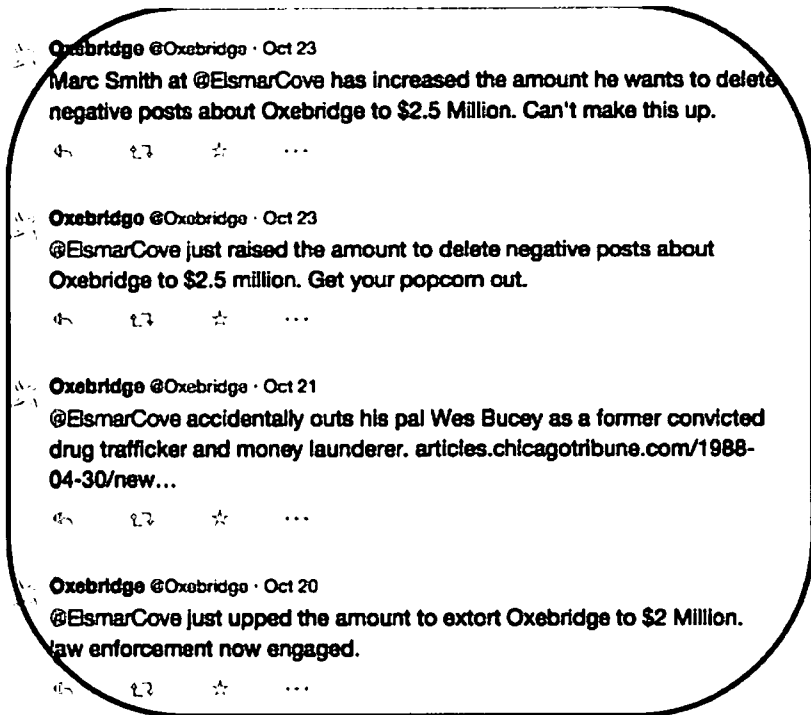 Oxebridge @Oxebridge · Oct 23
Marc Smith at @ElsmarCove has increased the amount he wants to delete
negative posts about Oxebridge to $2.5 Million. Can't make this up.
Oxebridge @Oxebridge · Oct 23
@ElsmarCove just raised the amount to delete negative posts about
Oxebridge to $2.5 million. Get your popcorn out.
Oxebridge @Oxebridge · Oct 21
@ElsmarCove accidentally outs his pal Wes Bucey as a former convicted
drug trafficker and money launderer. articles.chicagotribune.com/1988-
04-30/new...
Oxebridge @Oxebridge · Oct 20
@ElsmarCove just upped the amount to extort Oxebridge to $2 Million.
law enforcement now engaged.